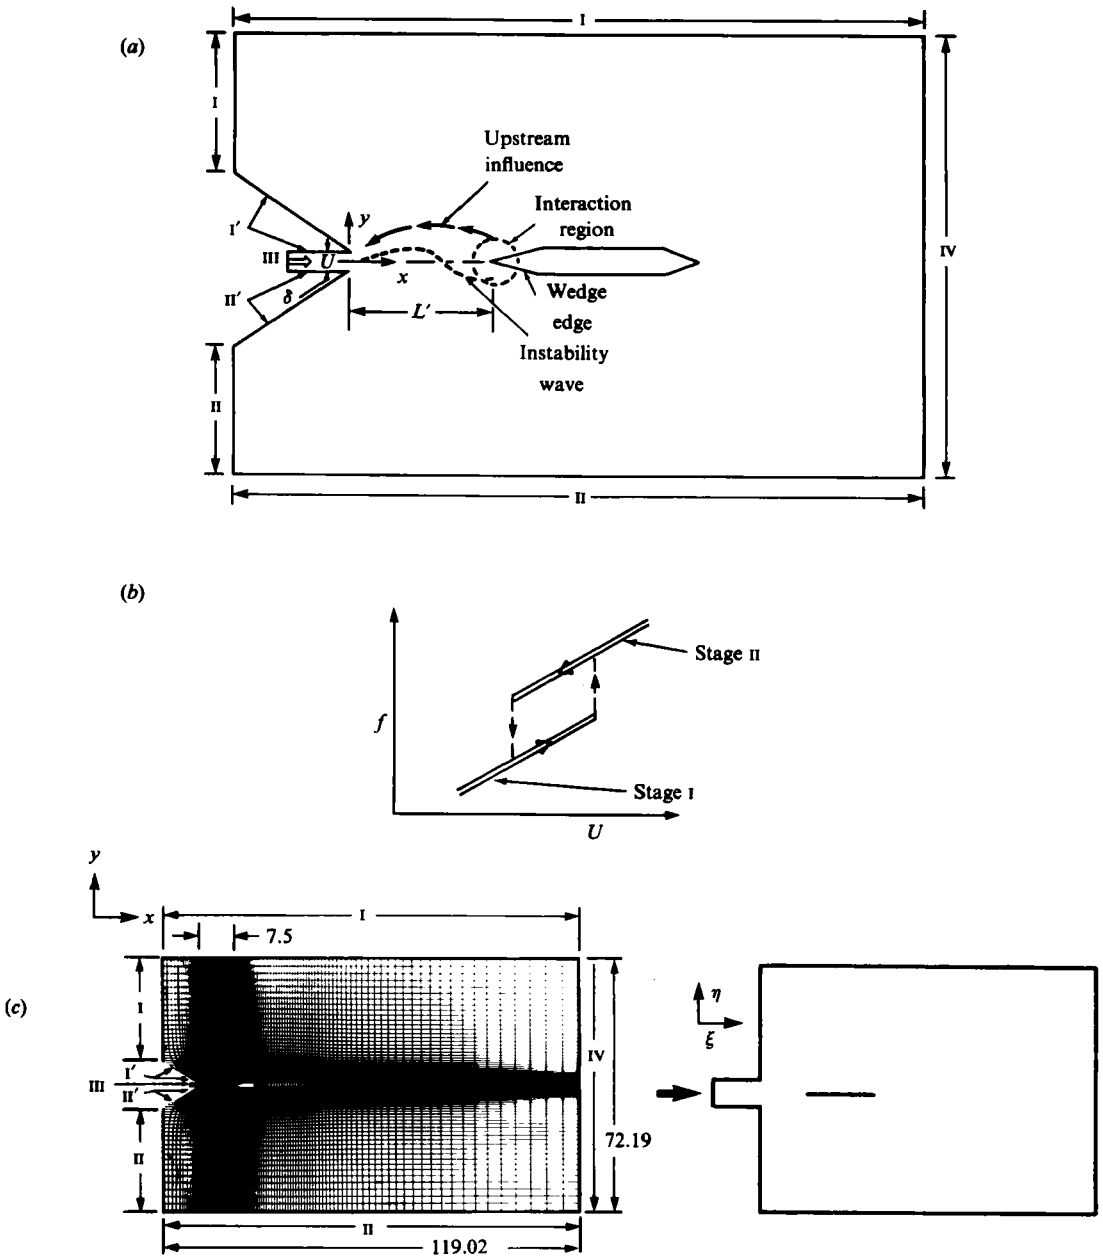 (a)
I
I
Upstream
influence
Interaction
region
y
I′
III
U
x
IV
II′
δ
L′
Wedge
edge
Instability
wave
II
II
(b)
f
Stage II
Stage I
U
y
x
I
7.5
(c)
I
I′
III
II′
IV
72.19
II
II
119.02
η
ξ